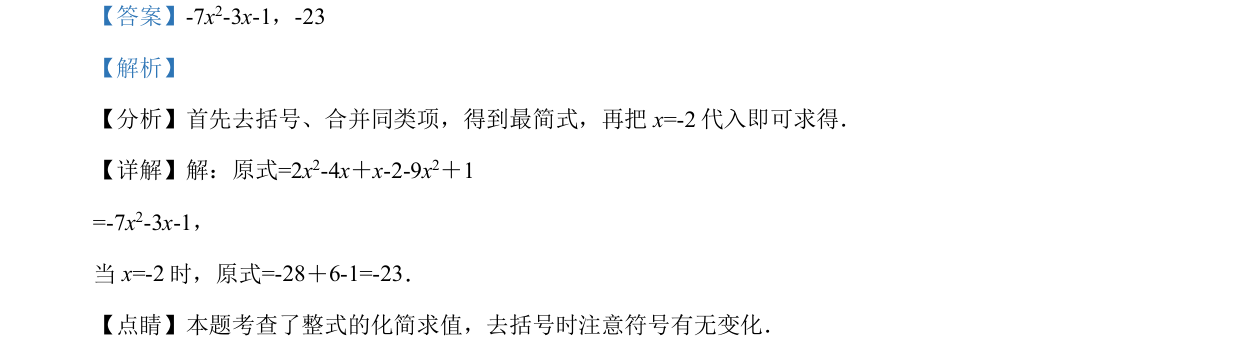 【答案】-7x²-3x-1，-23
【解析】
【分析】首先去括号、合并同类项，得到最简式，再把 x=-2 代入即可求得．
【详解】解：原式=2x²-4x＋x-2-9x²＋1
=-7x²-3x-1，
当 x=-2 时，原式=-28＋6-1=-23．
【点睛】本题考查了整式的化简求值，去括号时注意符号有无变化．